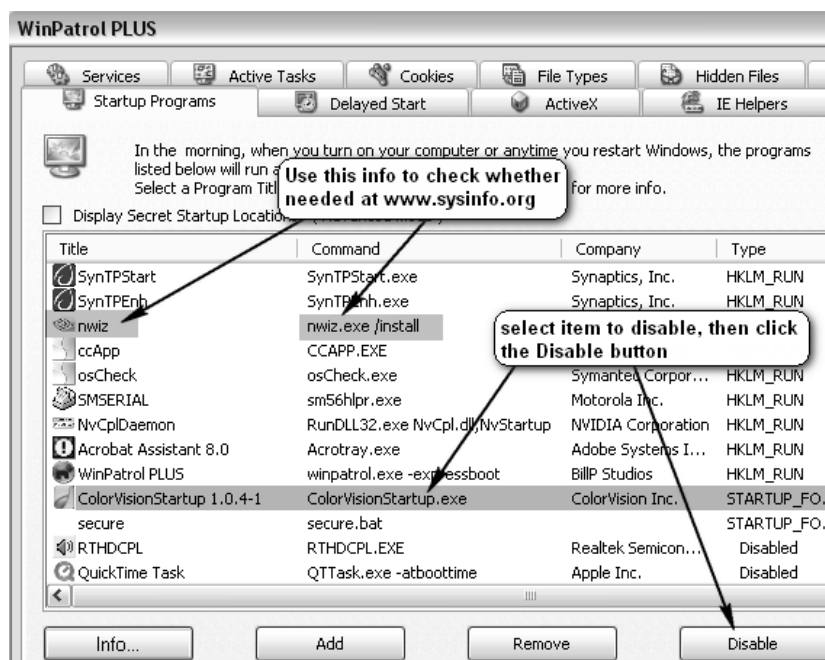 WinPatrol PLUS
Services Active Tasks Cookies File Types Hidden Files
Startup Programs Delayed Start ActiveX IE Helpers
In the morning, when you turn on your computer or anytime you restart Windows, the programs
listed below will run
Select a Program Titl for more info.
Use this info to check whether
needed at www.sysinfo.org
Display Secret Startup Location
Title Command Company Type
SynTPStart SynTPStart.exe Synaptics, Inc. HKLM_RUN
SynTPEnh SynTPEnh.exe Synaptics, Inc. HKLM_RUN
nwiz nwiz.exe /install
select item to disable, then click
the Disable button
ccApp CCAPP.EXE
osCheck osCheck.exe Symantec Corpor... HKLM_RUN
SMSERIAL sm56hlpr.exe Motorola Inc. HKLM_RUN
NvCplDaemon RunDLL32.exe NvCpl.dll,NvStartup NVIDIA Corporation HKLM_RUN
Acrobat Assistant 8.0 Acrotray.exe Adobe Systems I... HKLM_RUN
WinPatrol PLUS winpatrol.exe -expressboot BillP Studios HKLM_RUN
ColorVisionStartup 1.0.4-1 ColorVisionStartup.exe ColorVision Inc. STARTUP_FO.
secure secure.bat STARTUP_FO.
RTHDCPL RTHDCPL.EXE Realtek Semicon... Disabled
QuickTime Task QTTask.exe -atboottime Apple Inc. Disabled
Info... Add Remove Disable